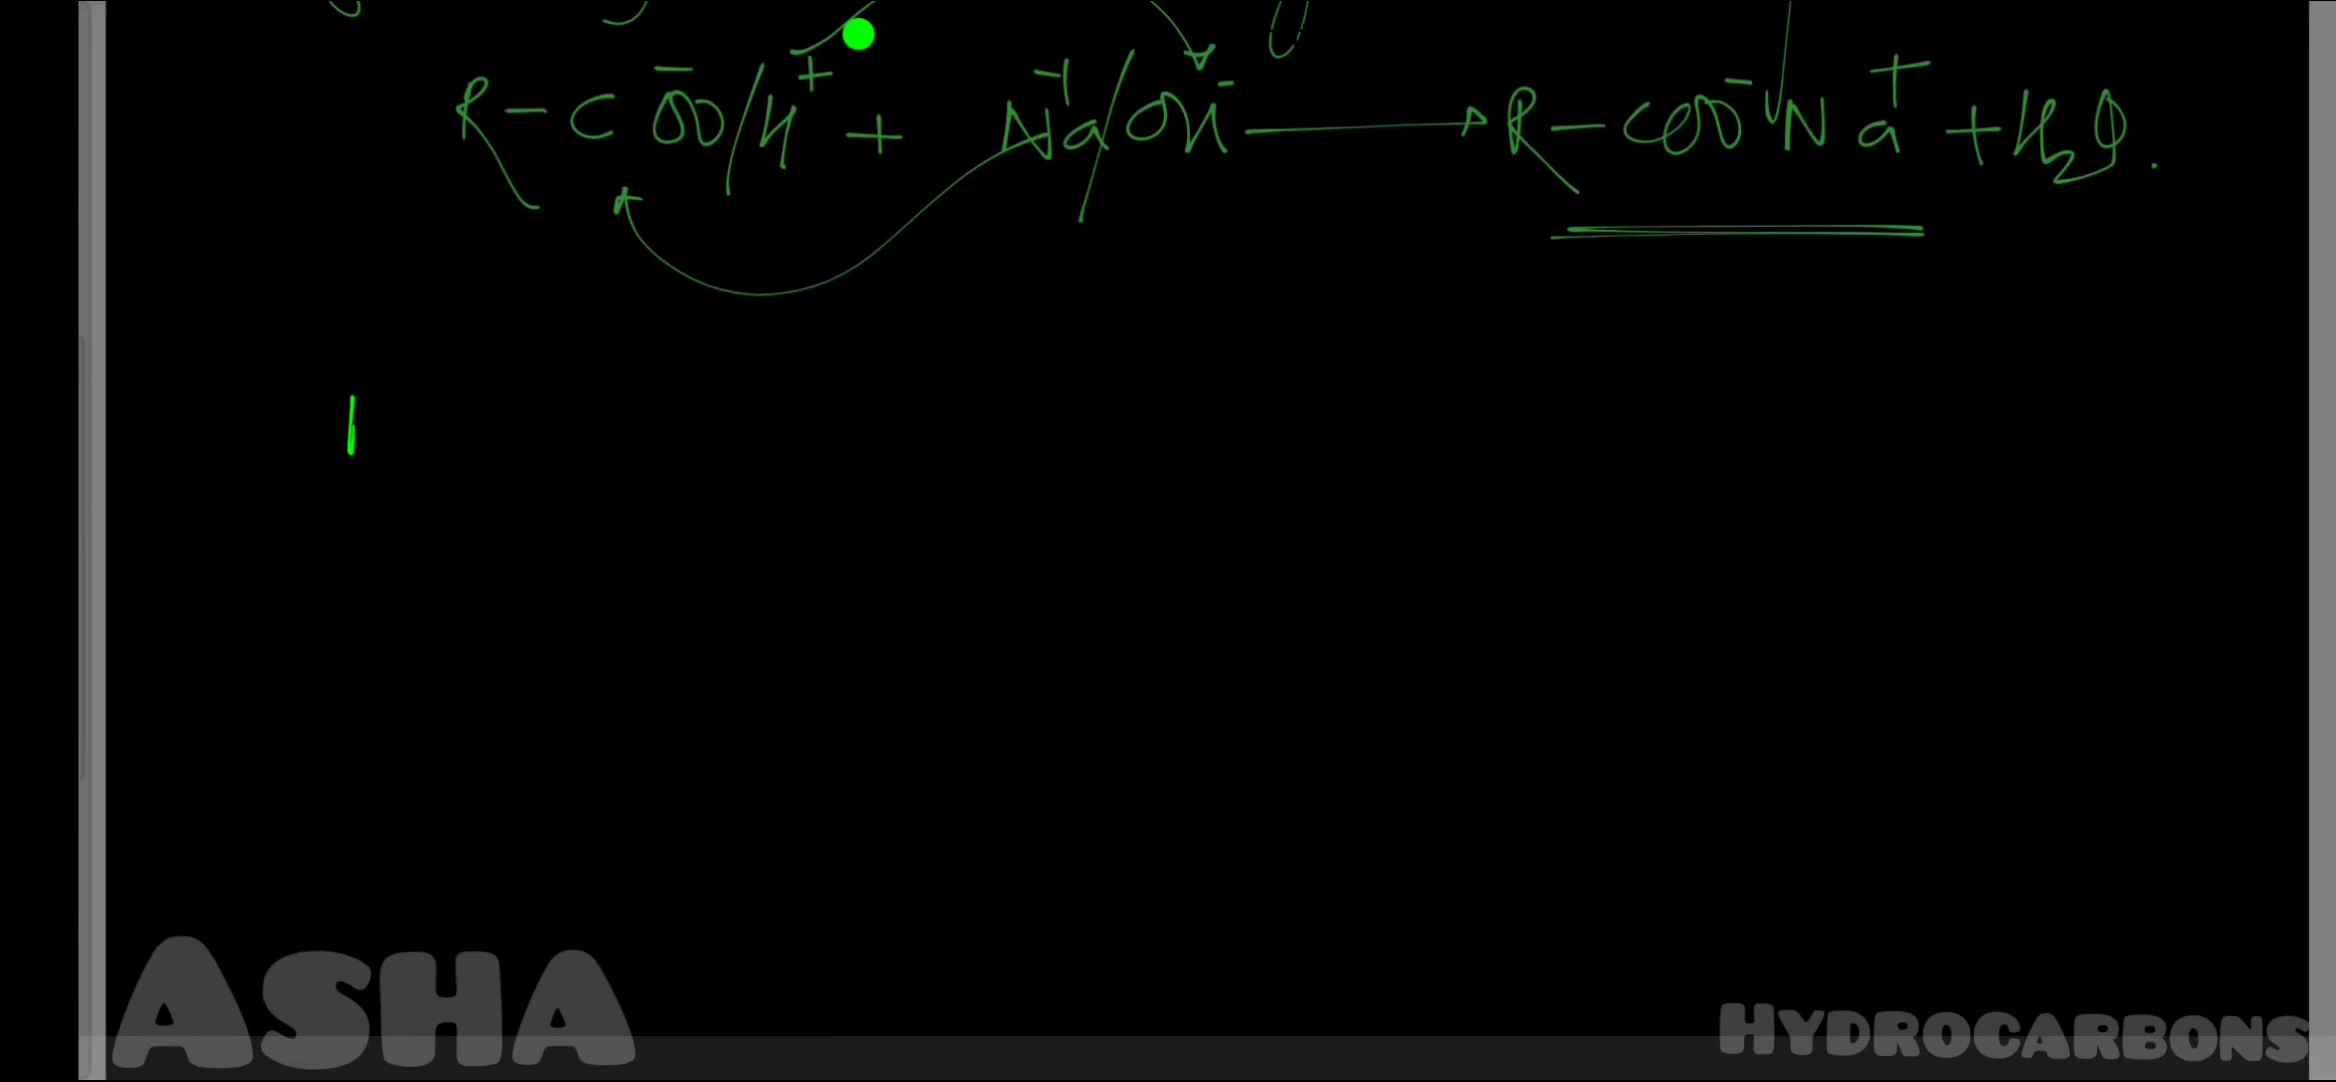 R-COO⁻/H⁺ + Na⁺/OH⁻ → R-COO⁻Na⁺ + H₂O.
ASHA
HYDROCARBONS